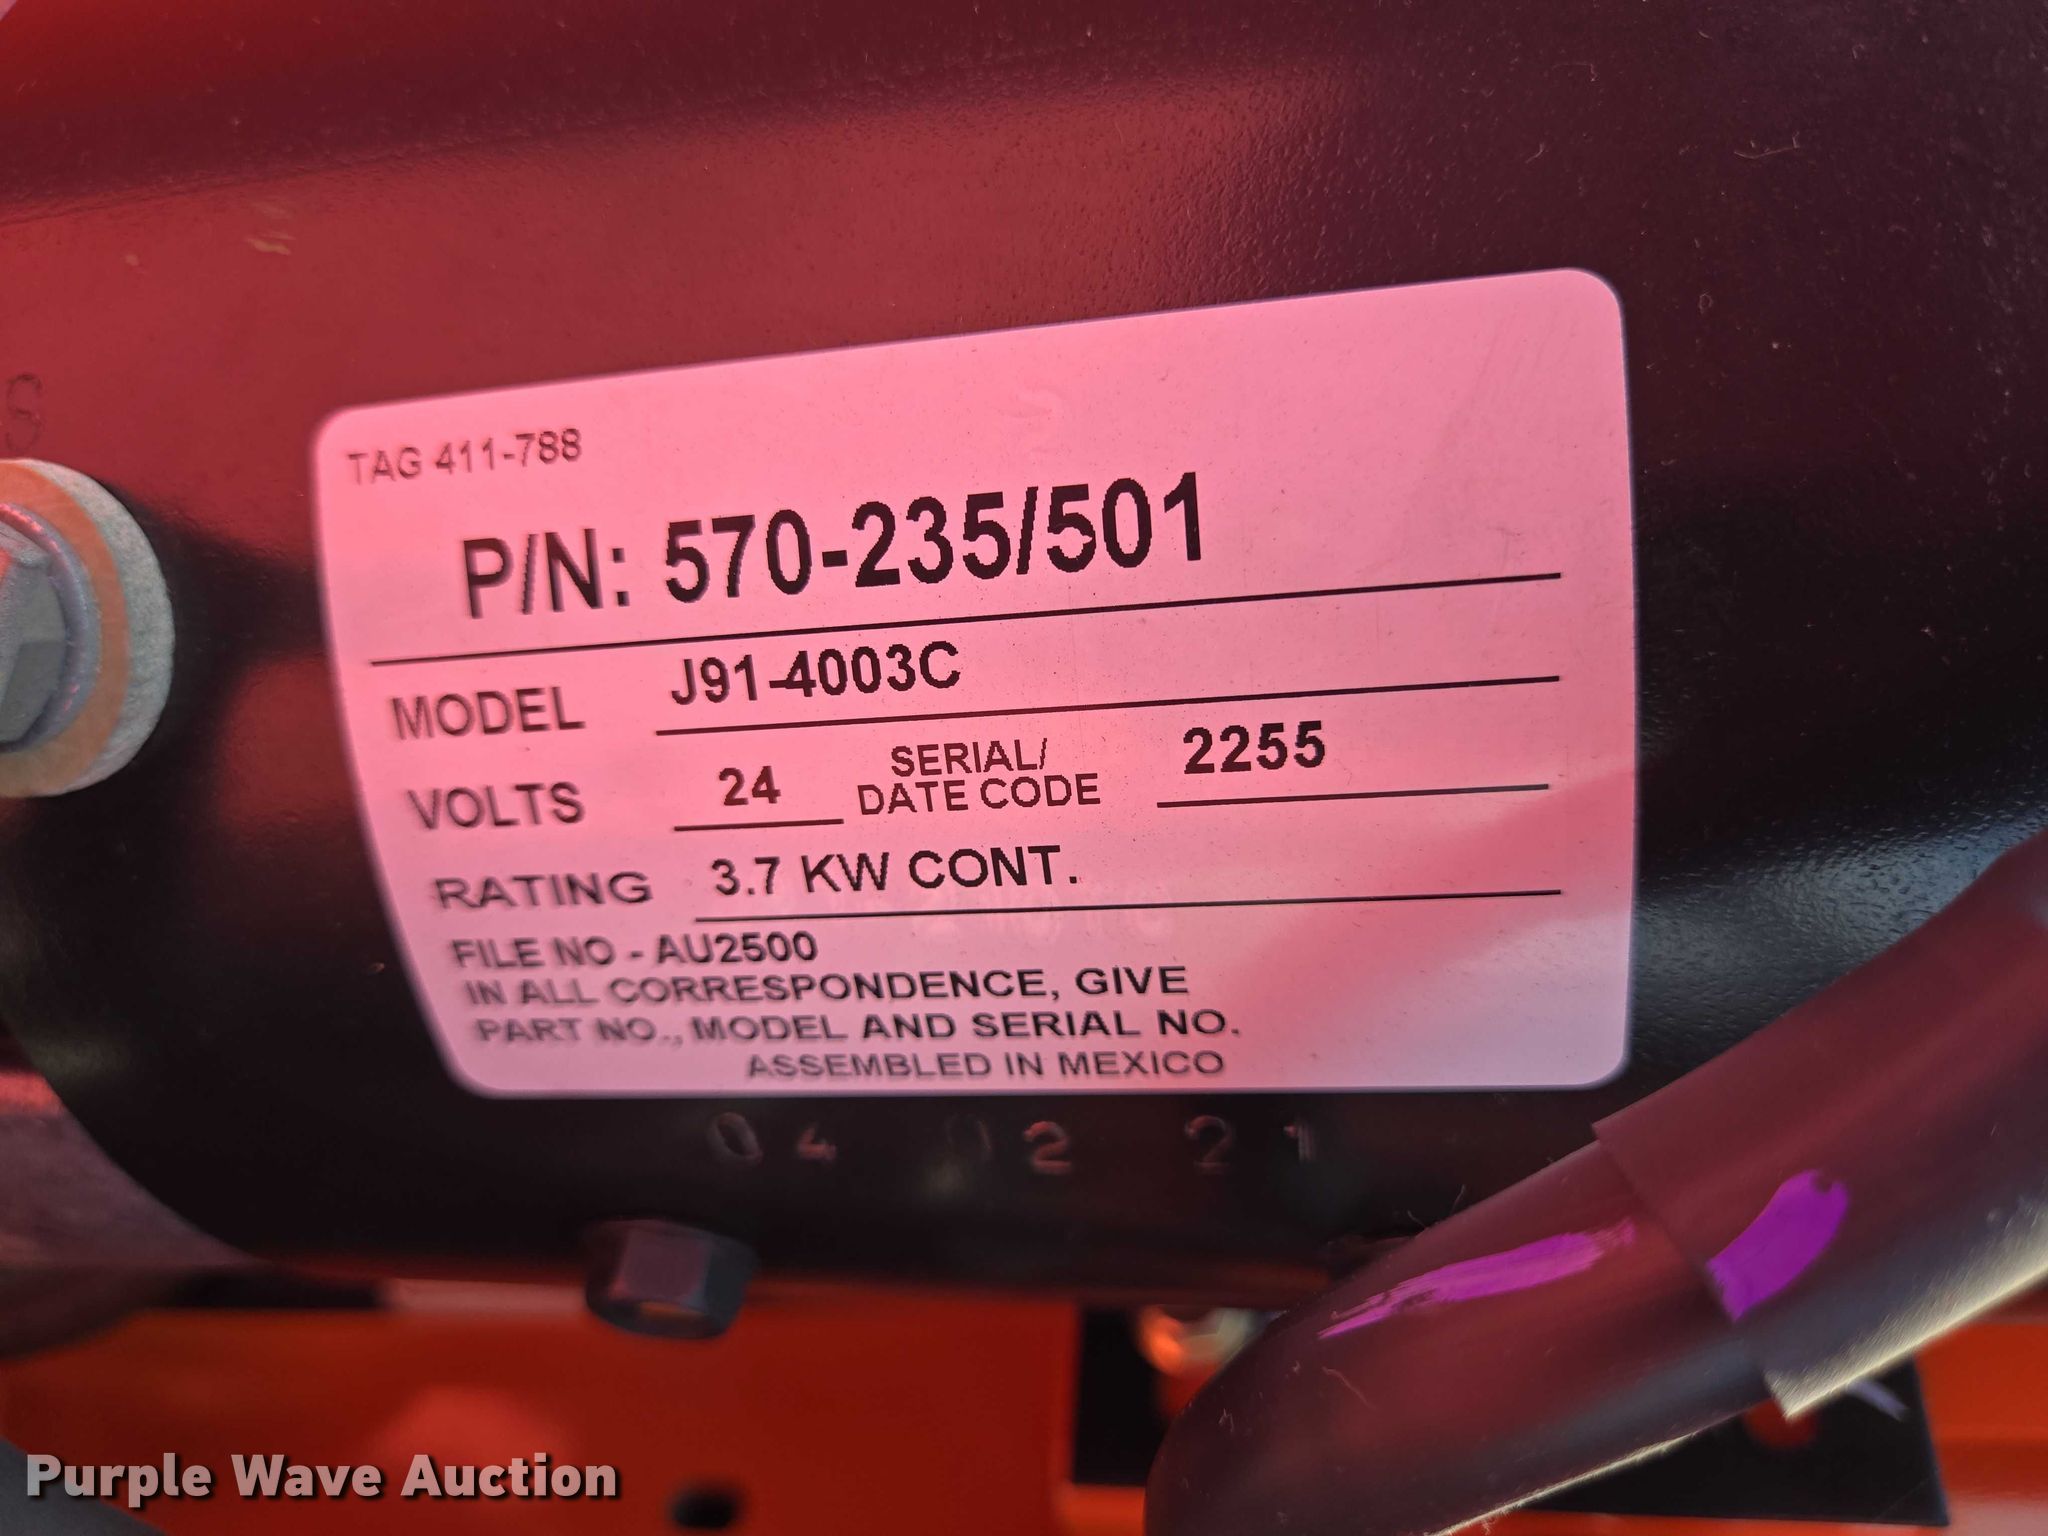 S
TAG 411-788
P/N: 570-235/501
MODEL J91-4003C
VOLTS 24 SERIAL/ DATE CODE 2255
RATING 3.7 KW CONT.
FILE NO - AU2500
IN ALL CORRESPONDENCE, GIVE
PART NO., MODEL AND SERIAL NO.
ASSEMBLED IN MEXICO
04 02 21
Purple Wave Auction